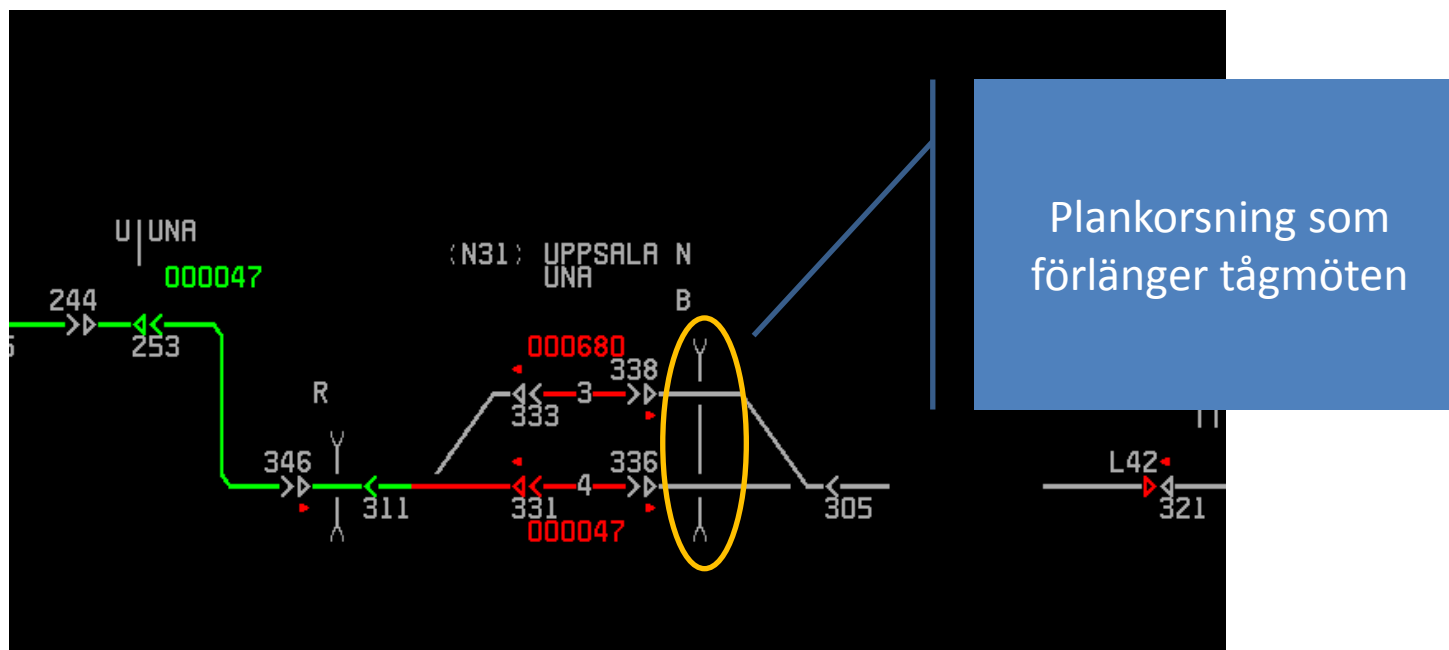 U|UNA
000047
244
253
(N31) UPPSALA N
UNA
B
000680
338
3
333
R
346
311
336
4
331
000047
305
L42
321
Plankorsning som
förlänger tågmöten